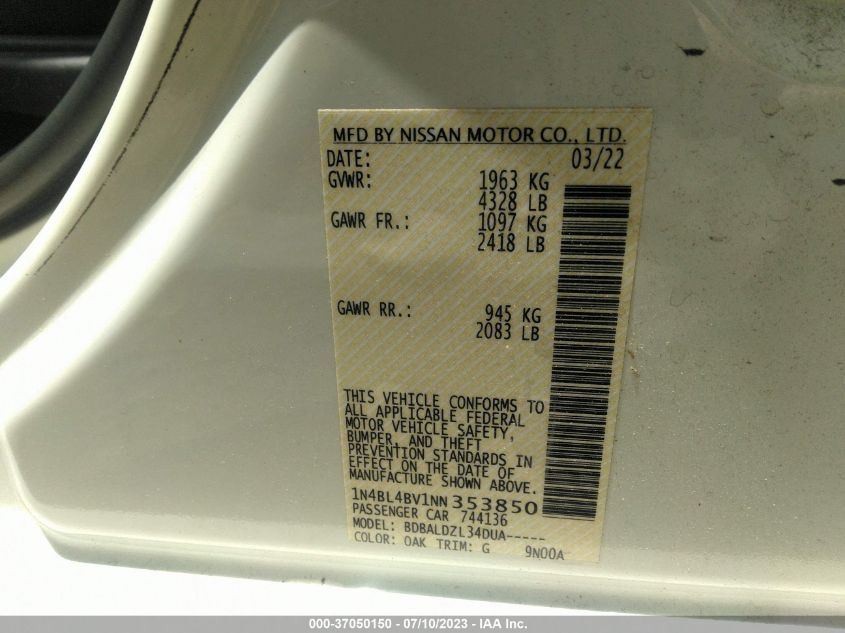 MFD BY NISSAN MOTOR CO., LTD.
DATE: 03/22
GVWR: 1963 KG
4328 LB
GAWR FR.: 1097 KG
2418 LB
GAWR RR.: 945 KG
2083 LB
THIS VEHICLE CONFORMS TO
ALL APPLICABLE FEDERAL
MOTOR VEHICLE SAFETY,
BUMPER, AND THEFT
PREVENTION STANDARDS IN
EFFECT ON THE DATE OF
MANUFACTURE SHOWN ABOVE.
1N4BL4BV1NN353850
PASSENGER CAR 744136
MODEL: BDBALDZL34DUA-----
COLOR: OAK TRIM: G 9N00A
000-37050150 - 07/10/2023 - IAA Inc.